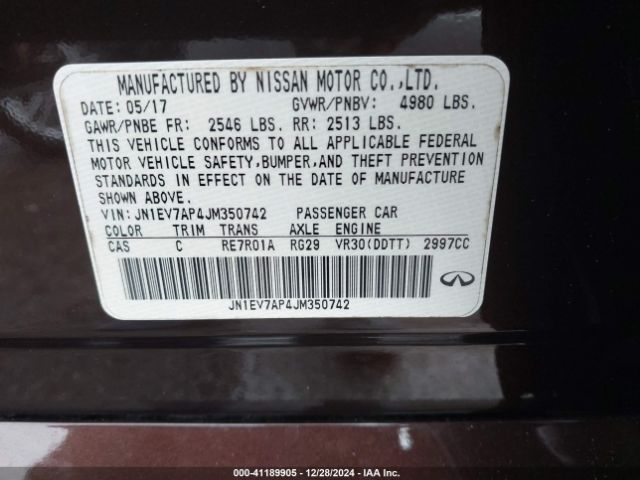 MANUFACTURED BY NISSAN MOTOR CO.,LTD.
DATE: 05/17 GVWR/PNBV: 4980 LBS.
GAWR/PNBE FR: 2546 LBS. RR: 2513 LBS.
THIS VEHICLE CONFORMS TO ALL APPLICABLE FEDERAL
MOTOR VEHICLE SAFETY,BUMPER,AND THEFT PREVENTION
STANDARDS IN EFFECT ON THE DATE OF MANUFACTURE
SHOWN ABOVE.
VIN: JN1EV7AP4JM350742 PASSENGER CAR
COLOR TRIM TRANS AXLE ENGINE
CAS C RE7R01A RG29 VR30(DDTT) 2997CC
JN1EV7AP4JM350742
000-41189905 | 12/28/2024 | IAA Inc.